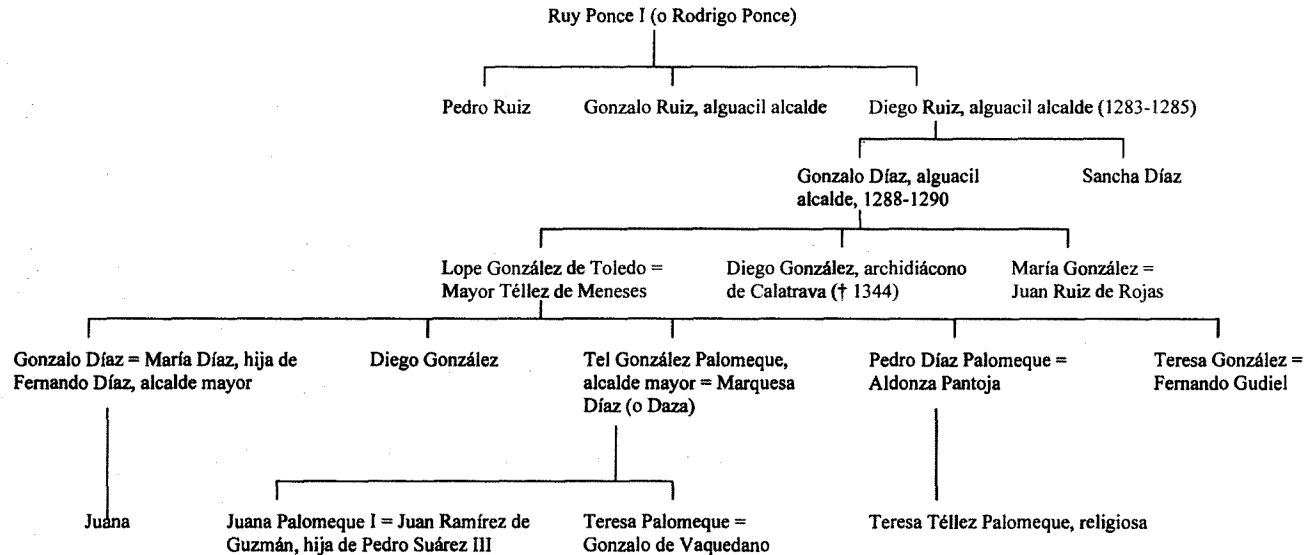 Ruy Ponce I (o Rodrigo Ponce)
Pedro Ruiz
Gonzalo Ruiz, alguacil alcalde
Diego Ruiz, alguacil alcalde (1283-1285)
Gonzalo Díaz, alguacil
alcalde, 1288-1290
Sancha Díaz
Lope González de Toledo =
Mayor Téllez de Meneses
Diego González, archidiácono
de Calatrava († 1344)
María González =
Juan Ruiz de Rojas
Gonzalo Díaz = María Díaz, hija de
Fernando Díaz, alcalde mayor
Diego González
Tel González Palomeque,
alcalde mayor = Marquesa
Díaz (o Daza)
Pedro Díaz Palomeque =
Aldonza Pantoja
Teresa González =
Fernando Gudiel
Juana
Juana Palomeque I = Juan Ramírez de
Guzmán, hija de Pedro Suárez III
Teresa Palomeque =
Gonzalo de Vaquedano
Teresa Téllez Palomeque, religiosa